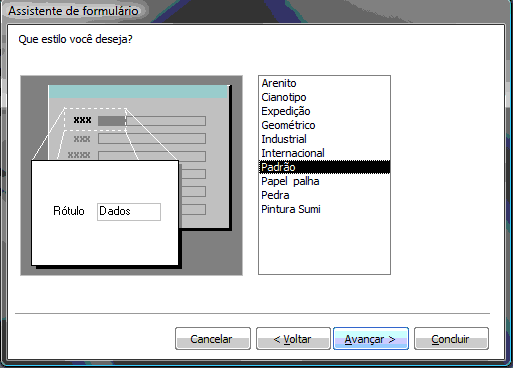 Assistente de formulário
Que estilo você deseja?
xxx
xxx
xxxx
Rótulo Dados
Arenito
Cianotipo
Expedição
Geométrico
Industrial
Internacional
Padrão
Papel palha
Pedra
Pintura Sumi
Cancelar < Voltar Avançar > Concluir